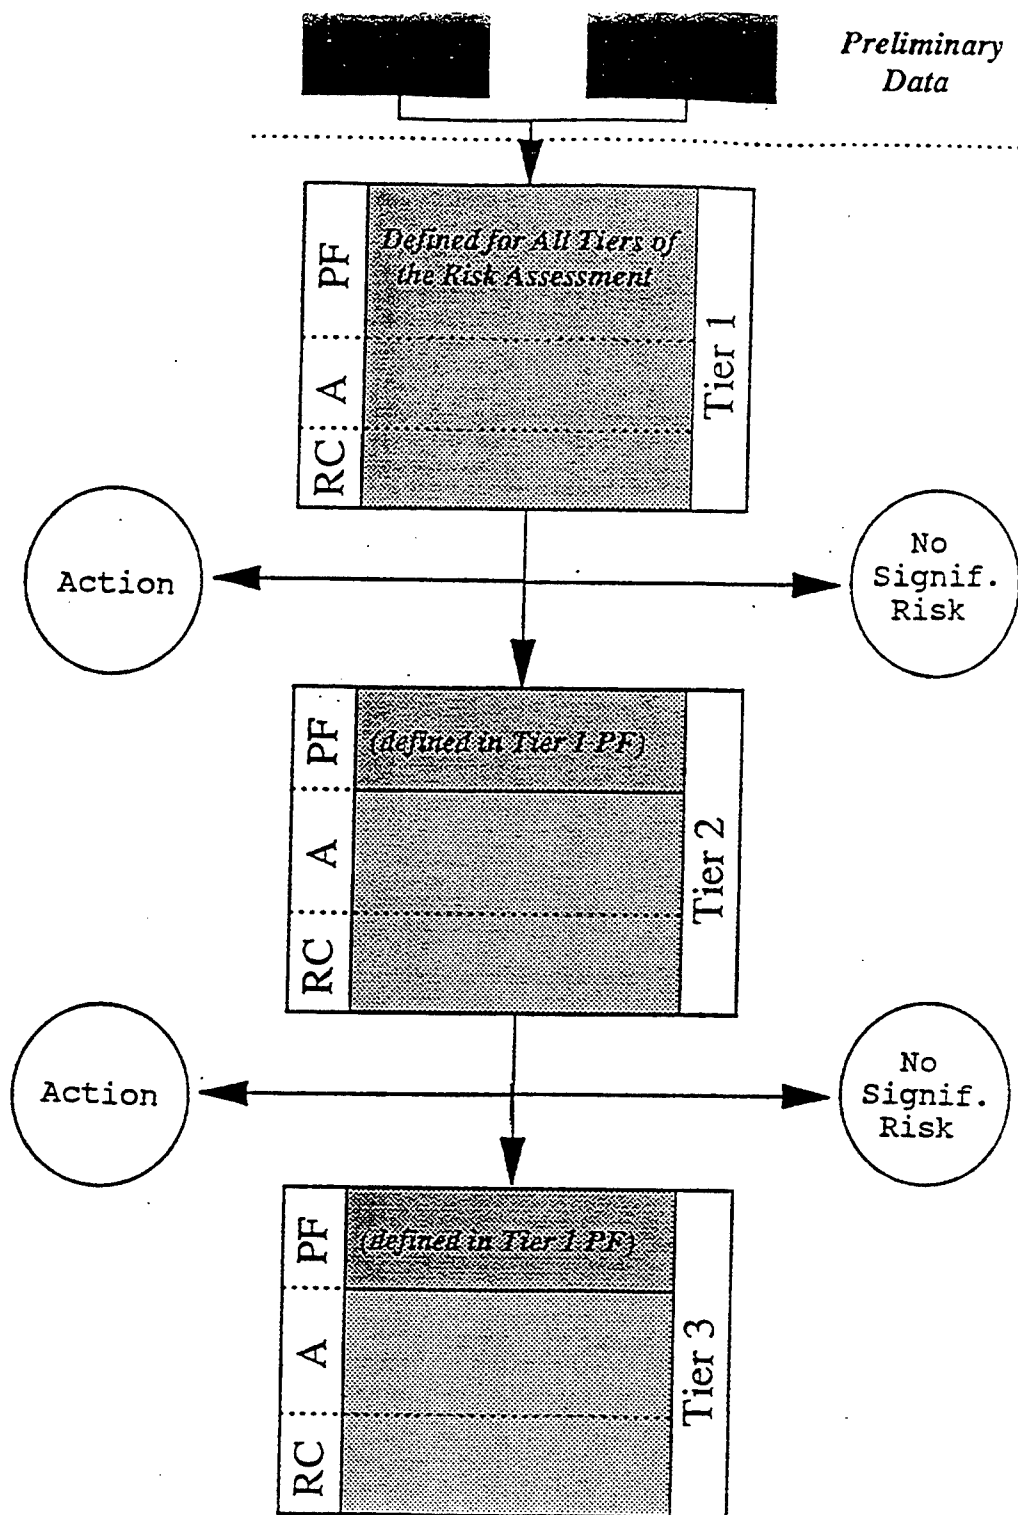 Preliminary
Data
PF
Defined for All Tiers of
the Risk Assessment
A
RC
Tier 1
Action
No
Signif.
Risk
PF
(defined in Tier I PF)
A
RC
Tier 2
Action
No
Signif.
Risk
PF
(defined in Tier I PF)
A
RC
Tier 3